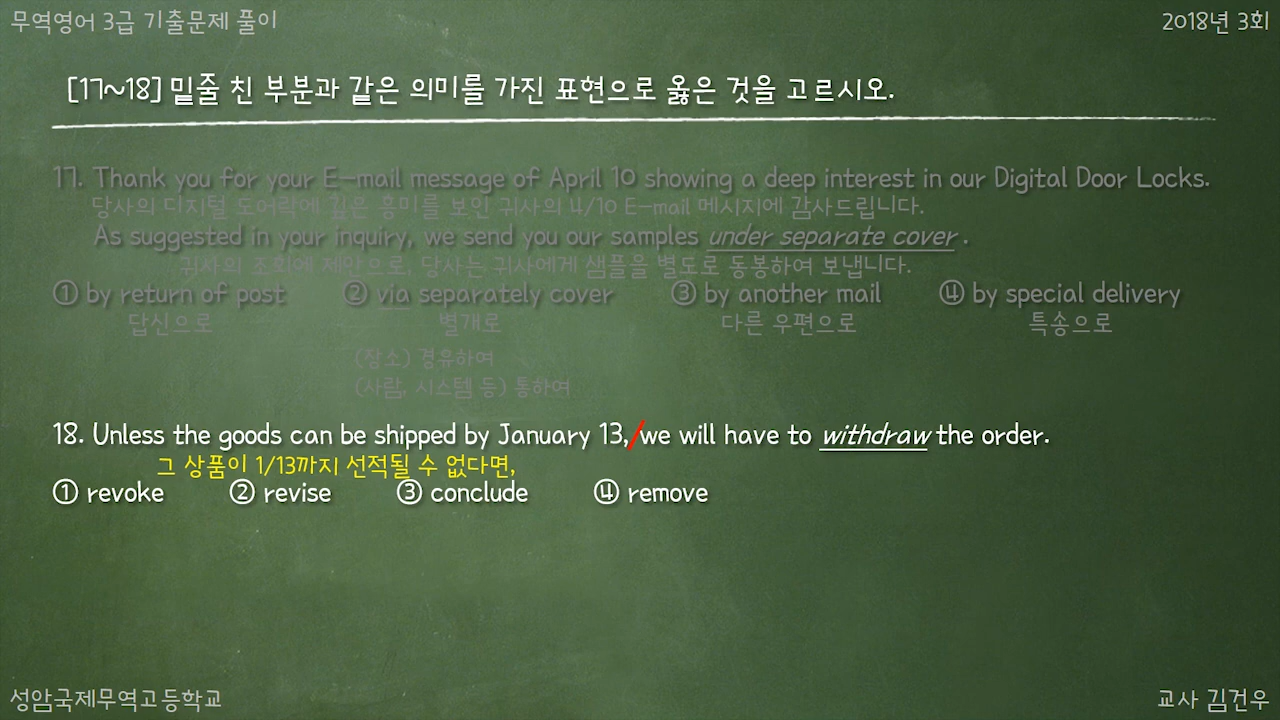 무역영어 3급 기출문제 풀이
2018년 3회
[17~18] 밑줄 친 부분과 같은 의미를 가진 표현으로 옳은 것을 고르시오.
17. Thank you for your E-mail message of April 10 showing a deep interest in our Digital Door Locks.
당사의 디지털 도어락에 깊은 흥미를 보인 귀사의 4/10 E-mail 메시지에 감사드립니다.
As suggested in your inquiry, we send you our samples under separate cover.
귀사의 조회에 제안으로, 당사는 귀사에게 샘플을 별도로 동봉하여 보냅니다.
① by return of post ② via separately cover ③ by another mail ④ by special delivery
답신으로 별개로 다른 우편으로 특송으로
(장소) 경유하여
(사람, 시스템 등) 통하여
18. Unless the goods can be shipped by January 13,/we will have to withdraw the order.
그 상품이 1/13까지 선적될 수 없다면,
① revoke ② revise ③ conclude ④ remove
성암국제무역고등학교
교사 김건우